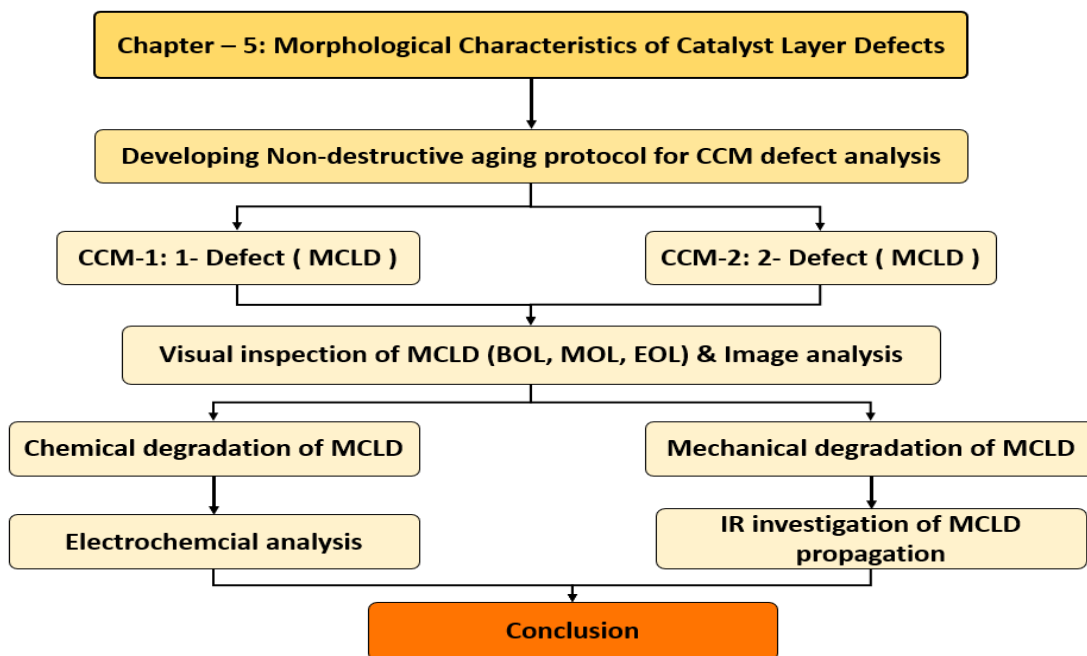 Chapter – 5: Morphological Characteristics of Catalyst Layer Defects
Developing Non-destructive aging protocol for CCM defect analysis
CCM-1: 1- Defect ( MCLD )
CCM-2: 2- Defect ( MCLD )
Visual inspection of MCLD (BOL, MOL, EOL) & Image analysis
Chemical degradation of MCLD
Mechanical degradation of MCLD
Electrochemcial analysis
IR investigation of MCLD
propagation
Conclusion